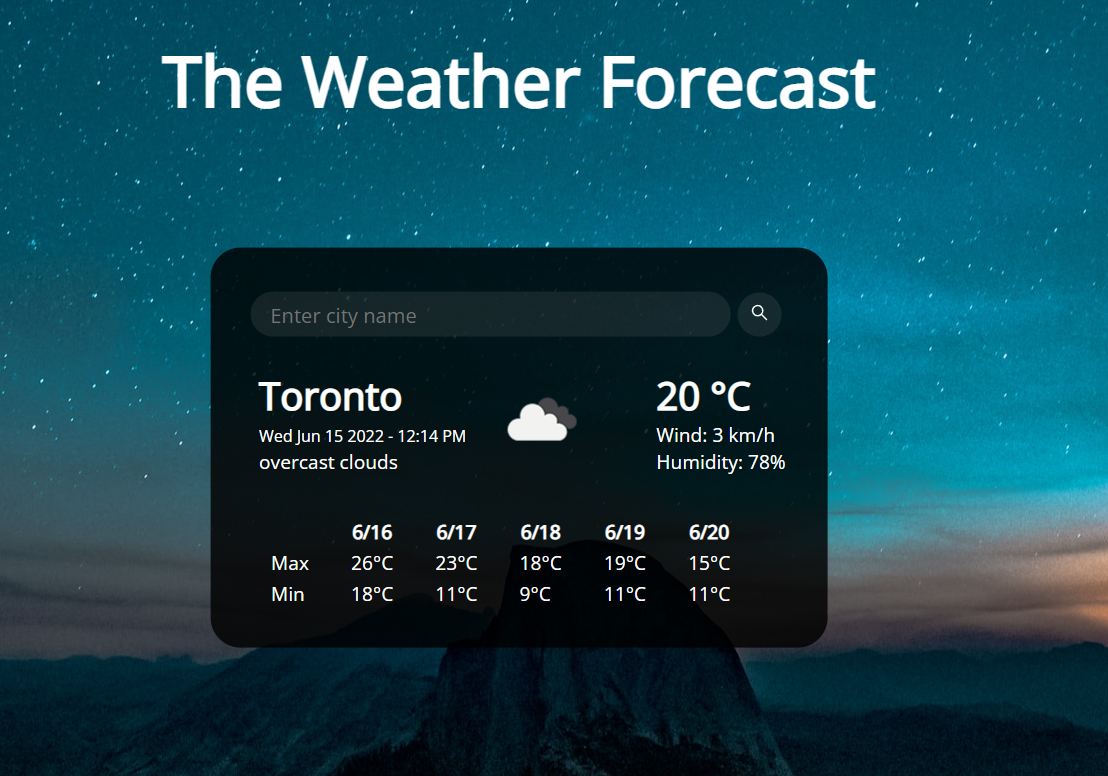 The Weather Forecast
Enter city name
Toronto
Wed Jun 15 2022 - 12:14 PM
overcast clouds
20 °C
Wind: 3 km/h
Humidity: 78%
6/16 6/17 6/18 6/19 6/20
Max 26°C 23°C 18°C 19°C 15°C
Min 18°C 11°C 9°C 11°C 11°C